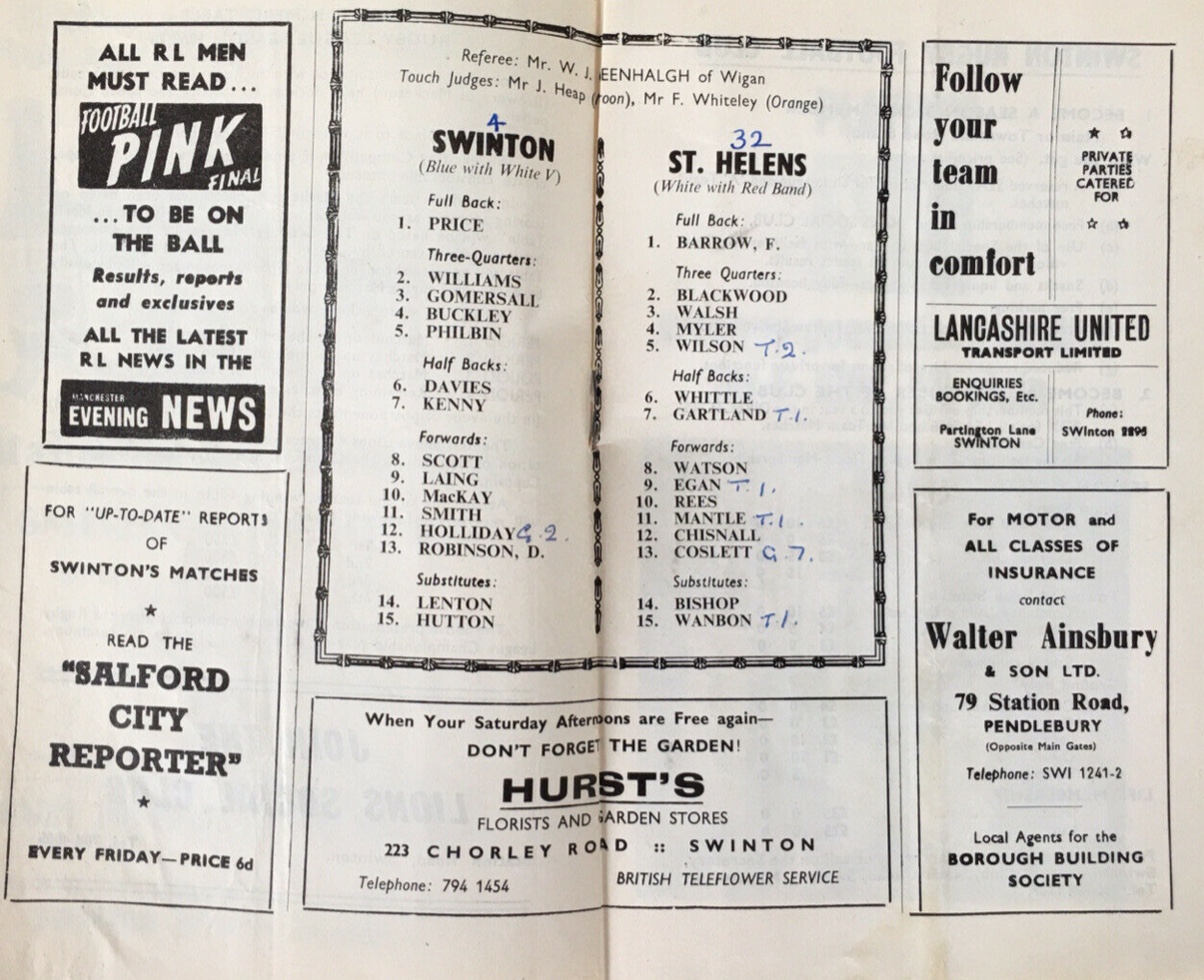 ALL RL MEN
MUST READ...
FOOTBALL
PINK
FINAL
...TO BE ON
THE BALL
Results, reports
and exclusives
ALL THE LATEST
RL NEWS IN THE
MANCHESTER
EVENING NEWS
FOR "UP-TO-DATE" REPORTS
OF
SWINTON'S MATCHES
READ THE
"SALFORD
CITY
REPORTER"
EVERY FRIDAY—PRICE 6d
Referee: Mr. W. J. EENHALGH of Wigan
Touch Judges: Mr J. Heap (roon), Mr F. Whiteley (Orange)
4
SWINTON
(Blue with White V)
Full Back:
1. PRICE
Three-Quarters:
2. WILLIAMS
3. GOMERSALL
4. BUCKLEY
5. PHILBIN
Half Backs:
6. DAVIES
7. KENNY
Forwards:
8. SCOTT
9. LAING
10. MacKAY
11. SMITH
12. HOLLIDAY G.2.
13. ROBINSON, D.
Substitutes:
14. LENTON
15. HUTTON
32
ST. HELENS
(White with Red Band)
Full Back:
1. BARROW, F.
Three Quarters:
2. BLACKWOOD
3. WALSH
4. MYLER
5. WILSON T.2.
Half Backs:
6. WHITTLE
7. GARTLAND T.1.
Forwards:
8. WATSON
9. EGAN T.1.
10. REES
11. MANTLE T.1.
12. CHISNALL
13. COSLETT G.7.
Substitutes:
14. BISHOP
15. WANBON T.1.
When Your Saturday Afternoons are Free again—
DON'T FORGET THE GARDEN!
HURST'S
FLORISTS AND GARDEN STORES
223 CHORLEY ROAD :: SWINTON
Telephone: 794 1454 BRITISH TELEFLOWER SERVICE
Follow
your
team
in
comfort
PRIVATE
PARTIES
CATERED
FOR
LANCASHIRE UNITED
TRANSPORT LIMITED
ENQUIRIES
BOOKINGS, Etc.
Partington Lane
SWINTON
Phone:
SWInton
For MOTOR and
ALL CLASSES OF
INSURANCE
contact
Walter Ainsbury
& SON LTD.
79 Station Road,
PENDLEBURY
(Opposite Main Gates)
Telephone: SWI 1241-2
Local Agents for the
BOROUGH BUILDING
SOCIETY